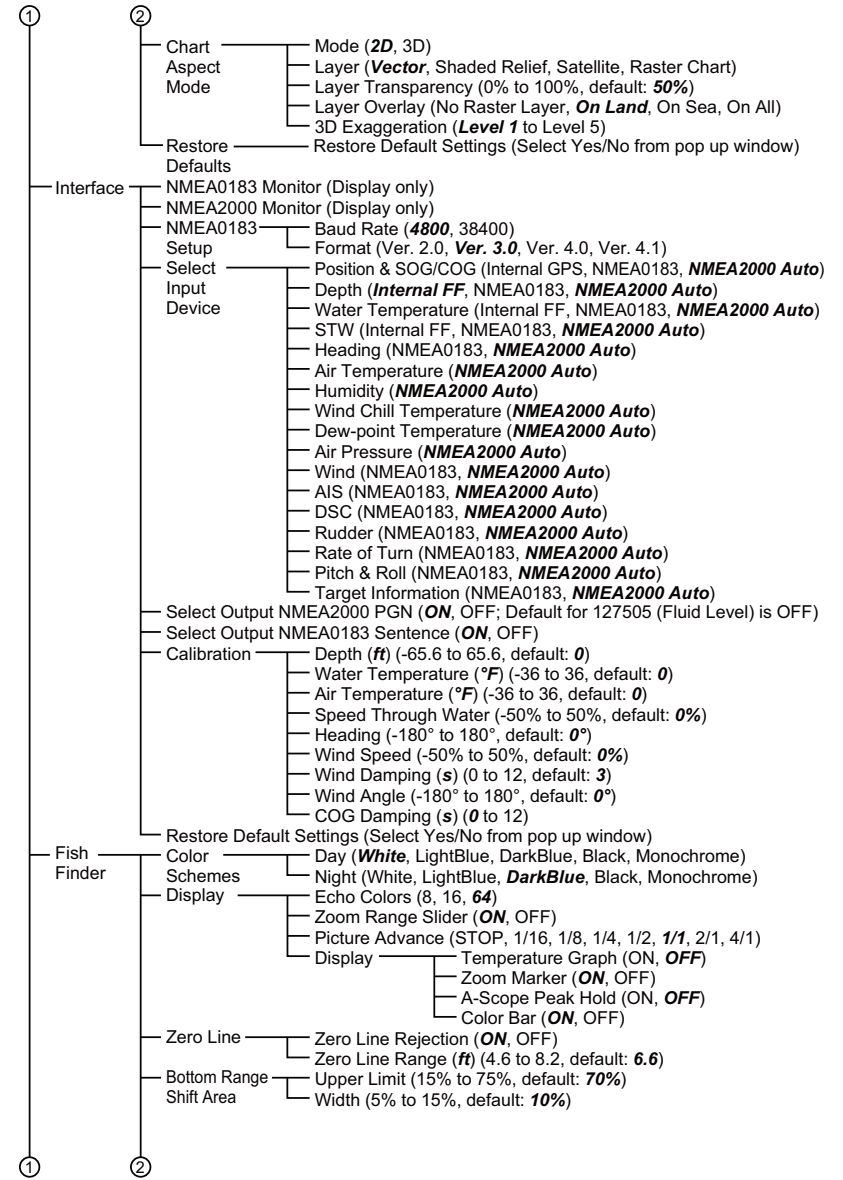 ① ②
Chart Aspect Mode
Mode (2D, 3D)
Layer (Vector, Shaded Relief, Satellite, Raster Chart)
Layer Transparency (0% to 100%, default: 50%)
Layer Overlay (No Raster Layer, On Land, On Sea, On All)
3D Exaggeration (Level 1 to Level 5)
Restore Defaults
Restore Default Settings (Select Yes/No from pop up window)
Interface
NMEA0183 Monitor (Display only)
NMEA2000 Monitor (Display only)
NMEA0183 Setup
Baud Rate (4800, 38400)
Format (Ver. 2.0, Ver. 3.0, Ver. 4.0, Ver. 4.1)
Select Input Device
Position & SOG/COG (Internal GPS, NMEA0183, NMEA2000 Auto)
Depth (Internal FF, NMEA0183, NMEA2000 Auto)
Water Temperature (Internal FF, NMEA0183, NMEA2000 Auto)
STW (Internal FF, NMEA0183, NMEA2000 Auto)
Heading (NMEA0183, NMEA2000 Auto)
Air Temperature (NMEA2000 Auto)
Humidity (NMEA2000 Auto)
Wind Chill Temperature (NMEA2000 Auto)
Dew-point Temperature (NMEA2000 Auto)
Air Pressure (NMEA2000 Auto)
Wind (NMEA0183, NMEA2000 Auto)
AIS (NMEA0183, NMEA2000 Auto)
DSC (NMEA0183, NMEA2000 Auto)
Rudder (NMEA0183, NMEA2000 Auto)
Rate of Turn (NMEA0183, NMEA2000 Auto)
Pitch & Roll (NMEA0183, NMEA2000 Auto)
Target Information (NMEA0183, NMEA2000 Auto)
Select Output NMEA2000 PGN (ON, OFF; Default for 127505 (Fluid Level) is OFF)
Select Output NMEA0183 Sentence (ON, OFF)
Calibration
Depth (ft) (-65.6 to 65.6, default: 0)
Water Temperature (°F) (-36 to 36, default: 0)
Air Temperature (°F) (-36 to 36, default: 0)
Speed Through Water (-50% to 50%, default: 0%)
Heading (-180° to 180°, default: 0°)
Wind Speed (-50% to 50%, default: 0%)
Wind Damping (s) (0 to 12, default: 3)
Wind Angle (-180° to 180°, default: 0°)
COG Damping (s) (0 to 12)
Restore Default Settings (Select Yes/No from pop up window)
Fish Finder
Color Schemes
Day (White, LightBlue, DarkBlue, Black, Monochrome)
Night (White, LightBlue, DarkBlue, Black, Monochrome)
Display
Echo Colors (8, 16, 64)
Zoom Range Slider (ON, OFF)
Picture Advance (STOP, 1/16, 1/8, 1/4, 1/2, 1/1, 2/1, 4/1)
Display
Temperature Graph (ON, OFF)
Zoom Marker (ON, OFF)
A-Scope Peak Hold (ON, OFF)
Color Bar (ON, OFF)
Zero Line
Zero Line Rejection (ON, OFF)
Zero Line Range (ft) (4.6 to 8.2, default: 6.6)
Bottom Range Shift Area
Upper Limit (15% to 75%, default: 70%)
Width (5% to 15%, default: 10%)
① ②